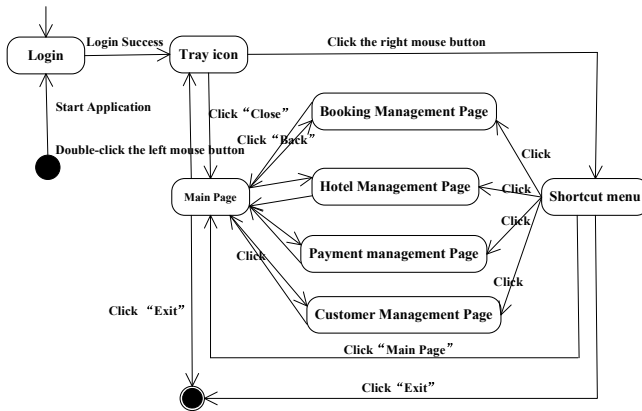 Login Success
Click the right mouse button
Login
Tray icon
Start Application
Click “Close”
Booking Management Page
Click “Back”
Double-click the left mouse button
Click
Main Page
Hotel Management Page
Click
Shortcut menu
Click
Payment management Page
Click
Click
Click “Exit”
Customer Management Page
Click “Main Page”
Click “Exit”